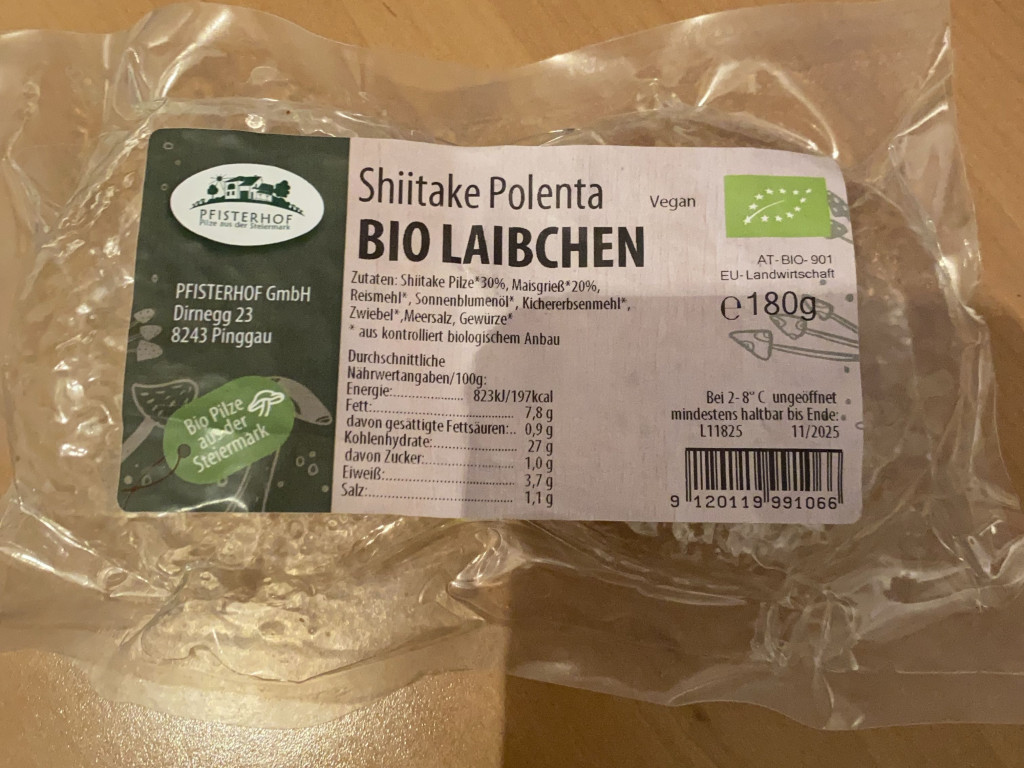 PFISTERHOF
Pilze aus der Steiermark
PFISTERHOF GmbH
Dirnegg 23
8243 Pinggau
Bio Pilze
aus der
Steiermark
Shiitake Polenta
BIO LAIBCHEN
Vegan
Zutaten: Shiitake Pilze*30%, Maisgrieß*20%,
Reismehl*, Sonnenblumenöl*, Kichererbsenmehl*,
Zwiebel*,Meersalz, Gewürze*
* aus kontrolliert biologischem Anbau
Durchschnittliche
Nährwertangaben/100g:
Energie:................... 823kJ/197kcal
Fett:................................... 7,8 g
davon gesättigte Fettsäuren:.. 0,9 g
Kohlenhydrate:...................... 27 g
davon Zucker:....................... 1,0 g
Eiweiß:................................ 3,7 g
Salz:.................................... 1,1 g
AT-BIO-901
EU-Landwirtschaft
℮180g
Bei 2-8° C ungeöffnet
mindestens haltbar bis Ende:
L11825 11/2025
9 120119 991066